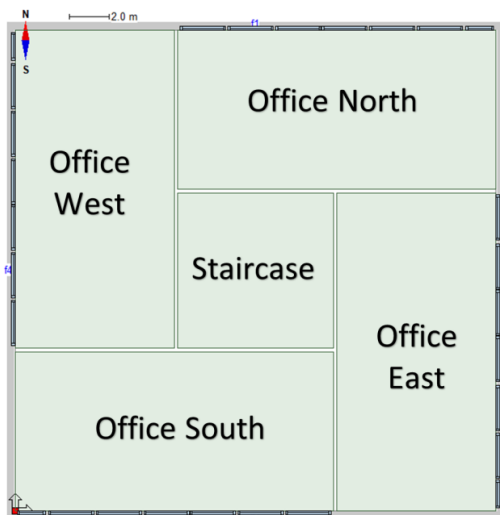 N
2.0 m
f1
S
Office North
Office
West
Staircase
f4
Office
East
Office South